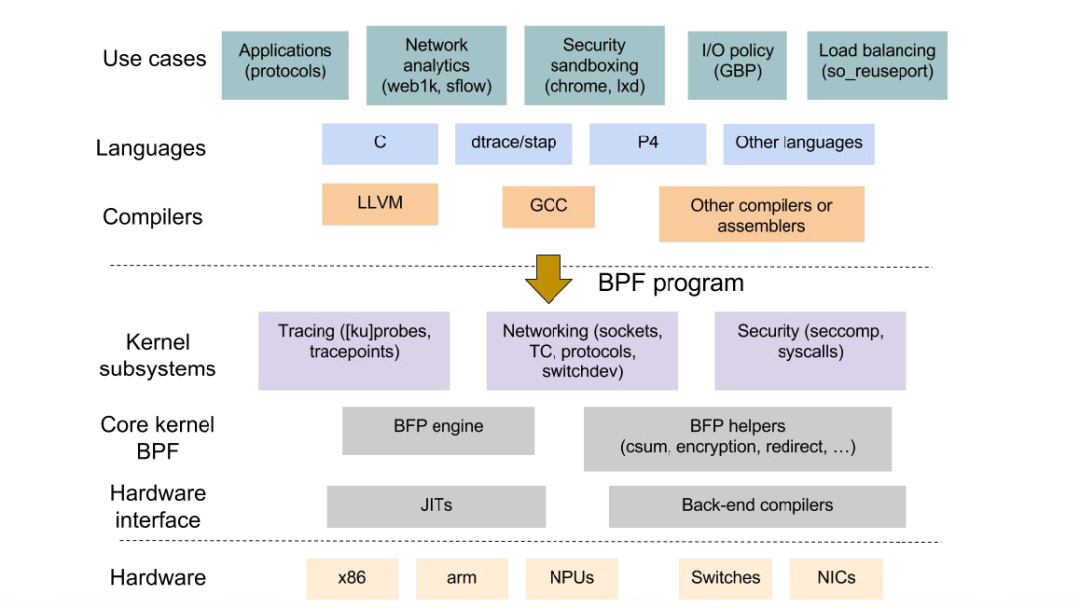 Use cases
Applications
(protocols)
Network
analytics
(web1k, sflow)
Security
sandboxing
(chrome, lxd)
I/O policy
(GBP)
Load balancing
(so_reuseport)
Languages
C
dtrace/stap
P4
Other languages
Compilers
LLVM
GCC
Other compilers or
assemblers
BPF program
Kernel
subsystems
Tracing ([ku]probes,
tracepoints)
Networking (sockets,
TC, protocols,
switchdev)
Security (seccomp,
syscalls)
Core kernel
BPF
BFP engine
BFP helpers
(csum, encryption, redirect, …)
Hardware
interface
JITs
Back-end compilers
Hardware
x86
arm
NPUs
Switches
NICs